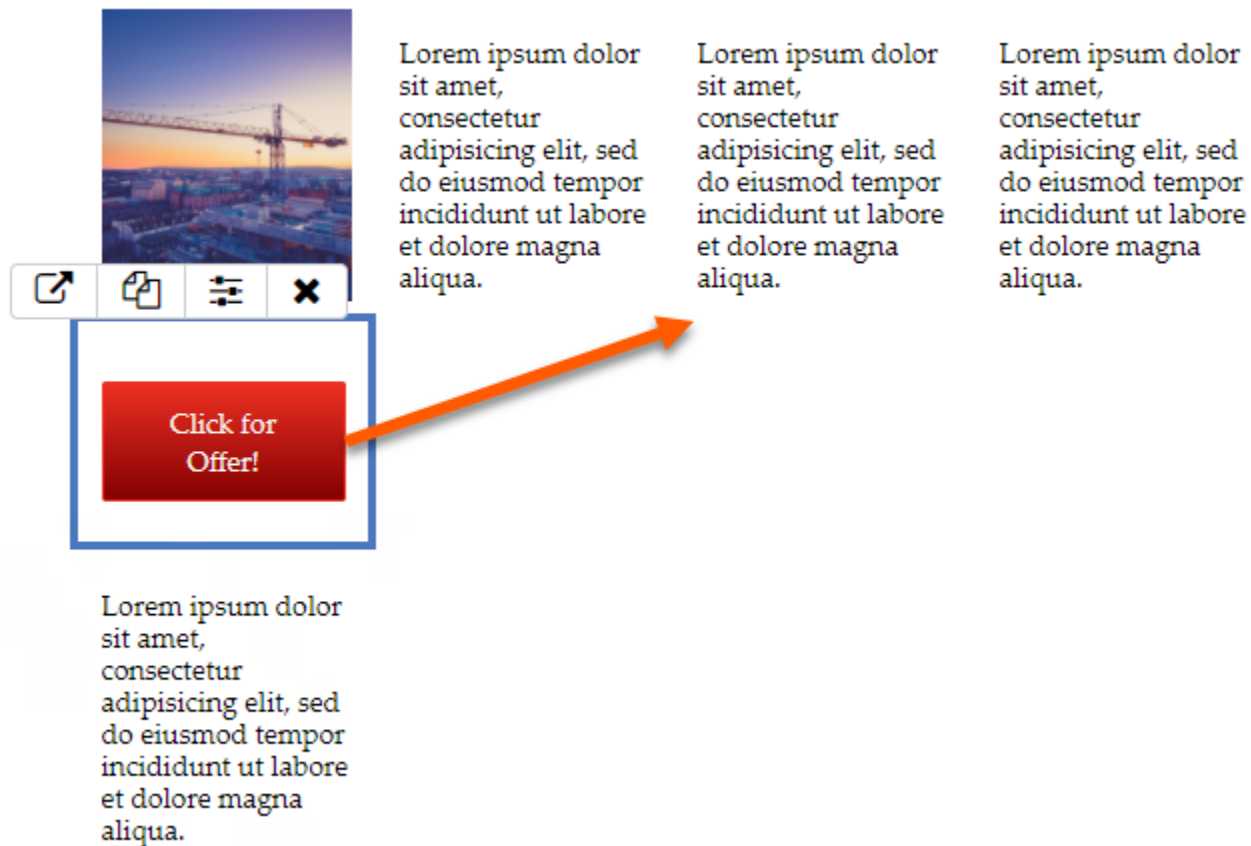 Lorem ipsum dolor
sit amet,
consectetur
adipisicing elit, sed
do eiusmod tempor
incididunt ut labore
et dolore magna
aliqua.
Lorem ipsum dolor
sit amet,
consectetur
adipisicing elit, sed
do eiusmod tempor
incididunt ut labore
et dolore magna
aliqua.
Lorem ipsum dolor
sit amet,
consectetur
adipisicing elit, sed
do eiusmod tempor
incididunt ut labore
et dolore magna
aliqua.
Click for
Offer!
Lorem ipsum dolor
sit amet,
consectetur
adipisicing elit, sed
do eiusmod tempor
incididunt ut labore
et dolore magna
aliqua.